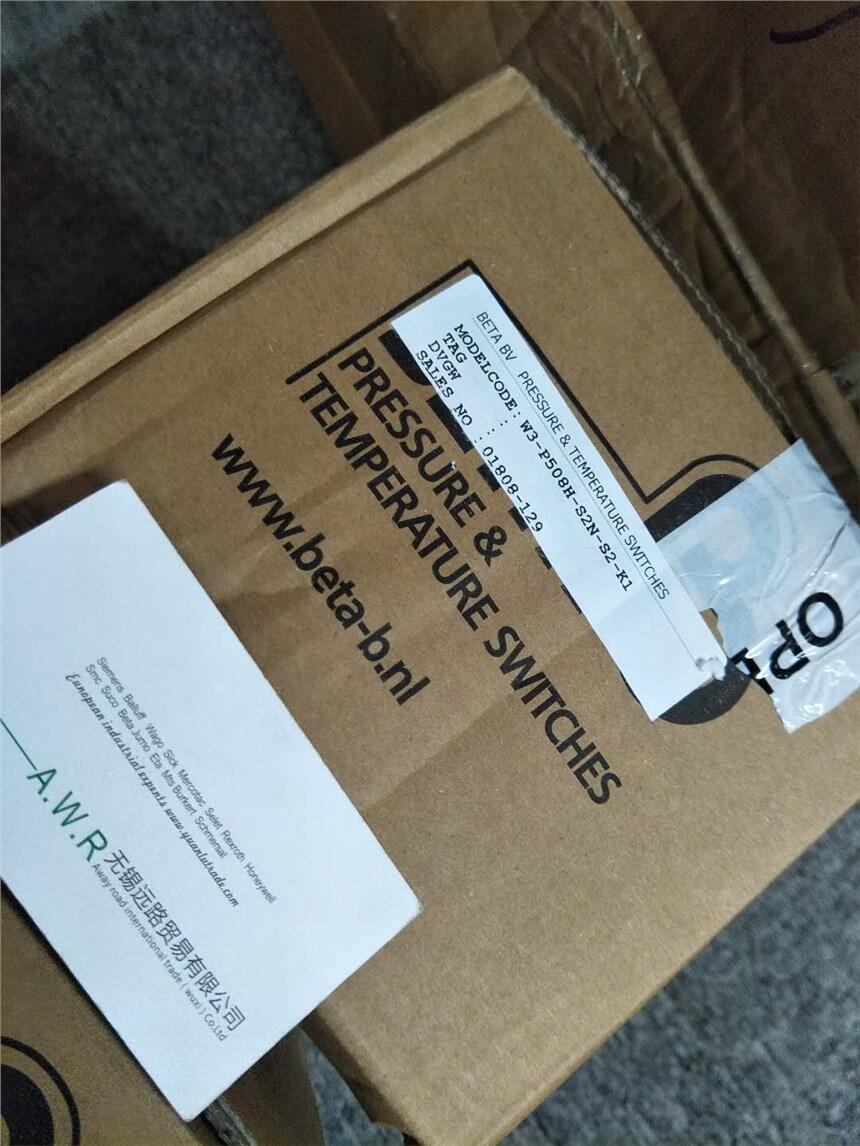 BETA BV PRESSURE & TEMPERATURE SWITCHES
MODELCODE: W3-P508H-S2N-S2-K1
TAG :
DVGW :
SALES NO : 01808-129
PRESSURE &
TEMPERATURE SWITCHES
www.beta-b.nl
Siemens Balluff Wago Sick Mercotac Selet Rexroth Honeywell
Smc Suco Beta Jumo Eta Mts Burkert Schmersal
European industrial experts www.yuanlutrade.com
A.W.R 无锡远路贸易有限公司
Away road international trade (wuxi) Co.Ltd